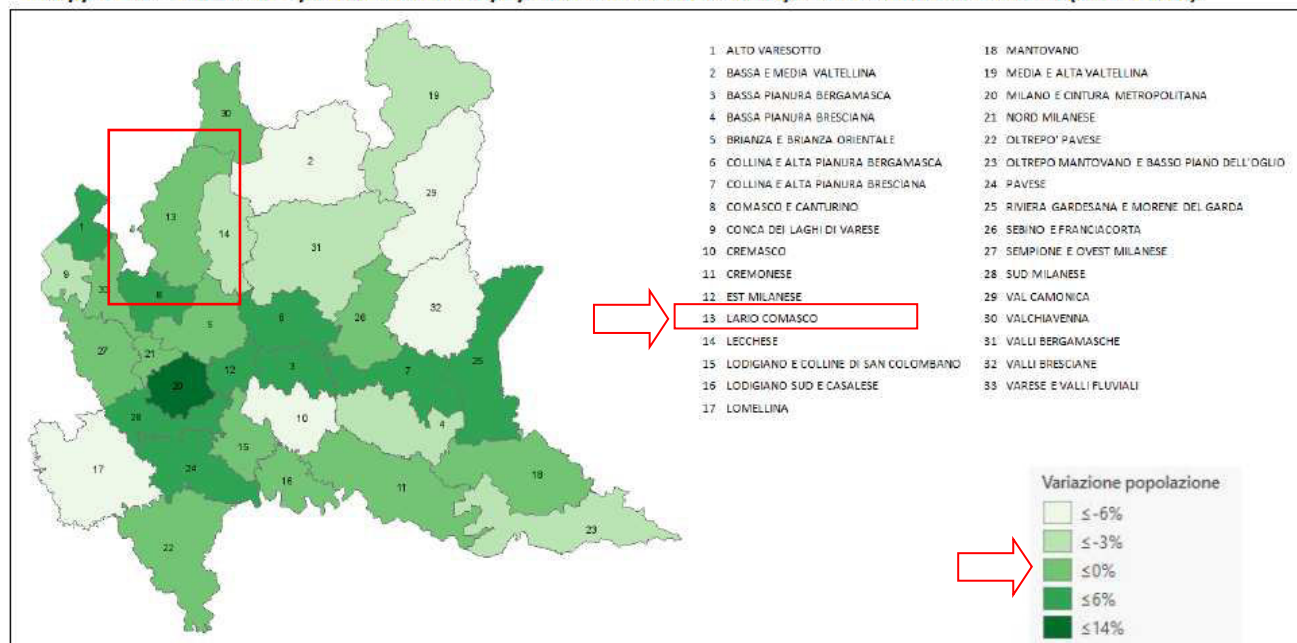 1 ALTO VARESOTTO
2 BASSA E MEDIA VALTELLINA
3 BASSA PIANURA BERGAMASCA
4 BASSA PIANURA BRESCIANA
5 BRIANZA E BRIANZA ORIENTALE
6 COLLINA E ALTA PIANURA BERGAMASCA
7 COLLINA E ALTA PIANURA BRESCIANA
8 COMASCO E CANTURINO
9 CONCA DEI LAGHI DI VARESE
10 CREMASCO
11 CREMONESE
12 EST MILANESE
13 LARIO COMASCO
14 LECCHESE
15 LODIGIANO E COLLINE DI SAN COLOMBANO
16 LODIGIANO SUD E CASALESE
17 LOMELLINA
18 MANTOVANO
19 MEDIA E ALTA VALTELLINA
20 MILANO E CINTURA METROPOLITANA
21 NORD MILANESE
22 OLTREPO' PAVESE
23 OLTREPO MANTOVANO E BASSO PIANO DELL'OGLIO
24 PAVESE
25 RIVIERA GARDESANA E MORENE DEL GARDA
26 SEBINO E FRANCIACORTA
27 SEMPIONE E OVEST MILANESE
28 SUD MILANESE
29 VAL CAMONICA
30 VALCHIAVENNA
31 VALLI BERGAMASCHE
32 VALLI BRESCIANE
33 VARESE E VALLI FLUVIALI
19
30
2
29
13
1
14
31
9
32
5
26
27
21
12
3
7
25
10
4
17
15
24
16
11
18
23
22
Variazione popolazione
≤-6%
≤-3%
≤0%
≤6%
≤14%